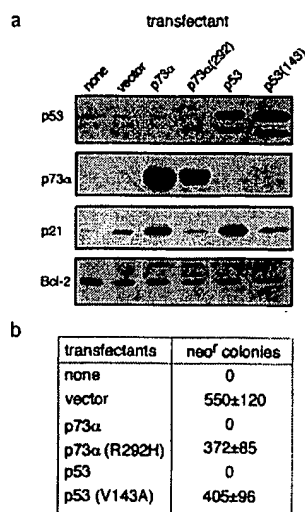 a
transfectant
none vector p73α p73α(292) p53 p53(143)
p53
p73α
p21
Bcl-2
b
transfectants neoʳ colonies
none 0
vector 550±120
p73α 0
p73α (R292H) 372±85
p53 0
p53 (V143A) 405±96